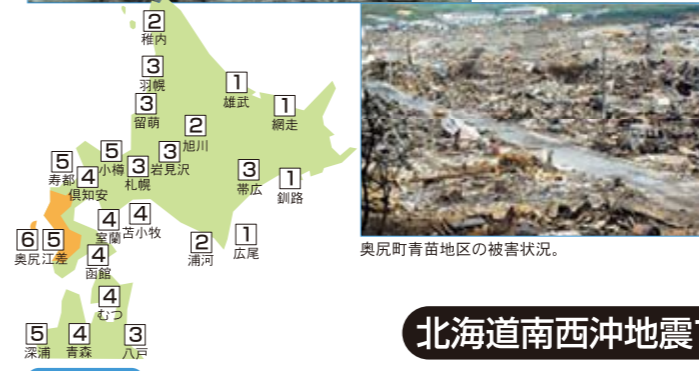 2
稚内
3
羽幌
3
留萌
1
雄武
1
網走
2
旭川
5
小樽
3
札幌
3
岩見沢
3
帯広
1
釧路
5
寿都
4
倶知安
4
室蘭
4
苫小牧
2
浦河
1
広尾
6
奥尻
5
江差
4
函館
4
むつ
5
深浦
4
青森
3
八戸
奥尻町青苗地区の被害状況。
北海道南西沖地震